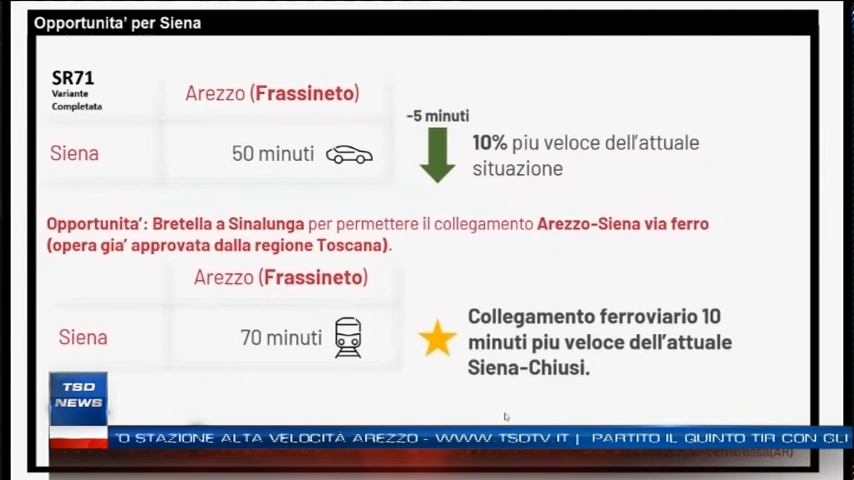 Opportunita' per Siena
SR71
Variante
Completata
Arezzo (Frassineto)
Siena
50 minuti
-5 minuti
10% piu veloce dell'attuale
situazione
Opportunita': Bretella a Sinalunga per permettere il collegamento Arezzo-Siena via ferro
(opera gia' approvata dalla regione Toscana).
Arezzo (Frassineto)
Siena
70 minuti
Collegamento ferroviario 10
minuti piu veloce dell'attuale
Siena-Chiusi.
TSD
NEWS
O STAZIONE ALTA VELOCITÀ AREZZO - WWW.TSDTV.IT | PARTITO IL QUINTO TIR CON GLI